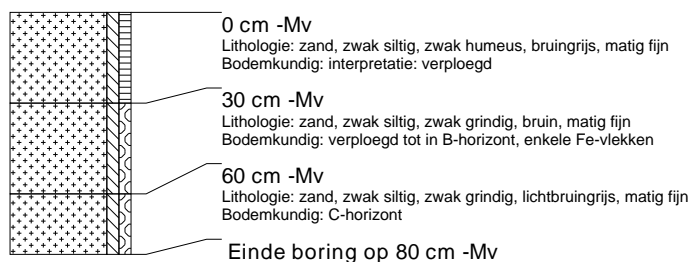 0 cm -Mv
Lithologie: zand, zwak siltig, zwak humeus, bruingrijs, matig fijn
Bodemkundig: interpretatie: verploegd
30 cm -Mv
Lithologie: zand, zwak siltig, zwak grindig, bruin, matig fijn
Bodemkundig: verploegd tot in B-horizont, enkele Fe-vlekken
60 cm -Mv
Lithologie: zand, zwak siltig, zwak grindig, lichtbruingrijs, matig fijn
Bodemkundig: C-horizont
Einde boring op 80 cm -Mv